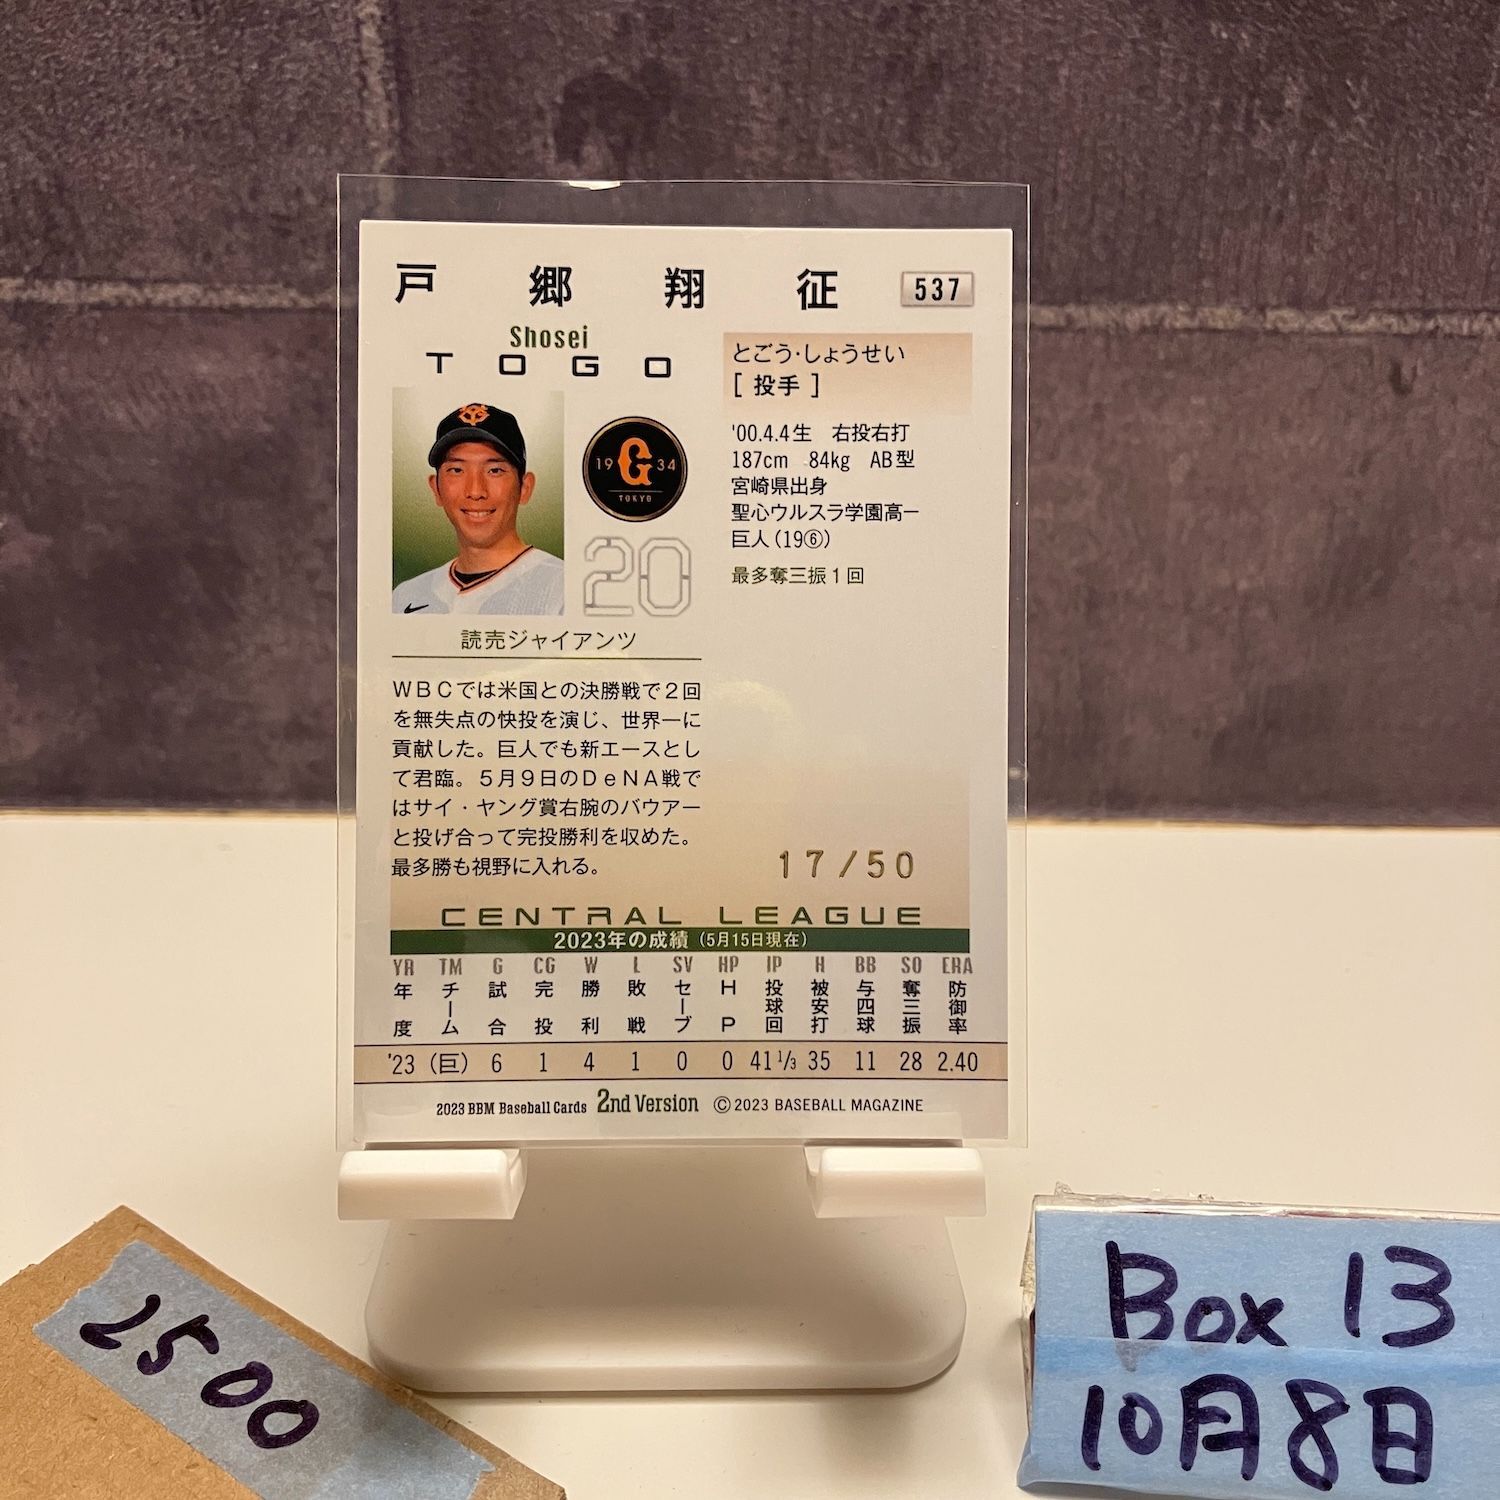 戸郷翔征
537
Shosei
TOGO
とごう・しょうせい
[ 投手 ]
'00.4.4生　右投右打
187cm　84kg　AB型
宮崎県出身
聖心ウルスラ学園高ー
巨人（19⑥）
最多奪三振1回
19 G 34
TOKYO
20
読売ジャイアンツ
WBCでは米国との決勝戦で2回
を無失点の快投を演じ、世界一に
貢献した。巨人でも新エースとし
て君臨。5月9日のDeNA戦で
はサイ・ヤング賞右腕のバウアー
と投げ合って完投勝利を収めた。
最多勝も視野に入れる。
17/50
CENTRAL LEAGUE
2023年の成績（5月15日現在）
YR TM G CG W L SV HP IP H BB SO ERA
年度 チーム 試合 完投 勝利 敗戦 セーブ HP 投球回 被安打 与四球 奪三振 防御率
'23 （巨） 6 1 4 1 0 0 41 1/3 35 11 28 2.40
2023 BBM Baseball Cards 2nd Version ©2023 BASEBALL MAGAZINE
2500
Box 13
10月8日